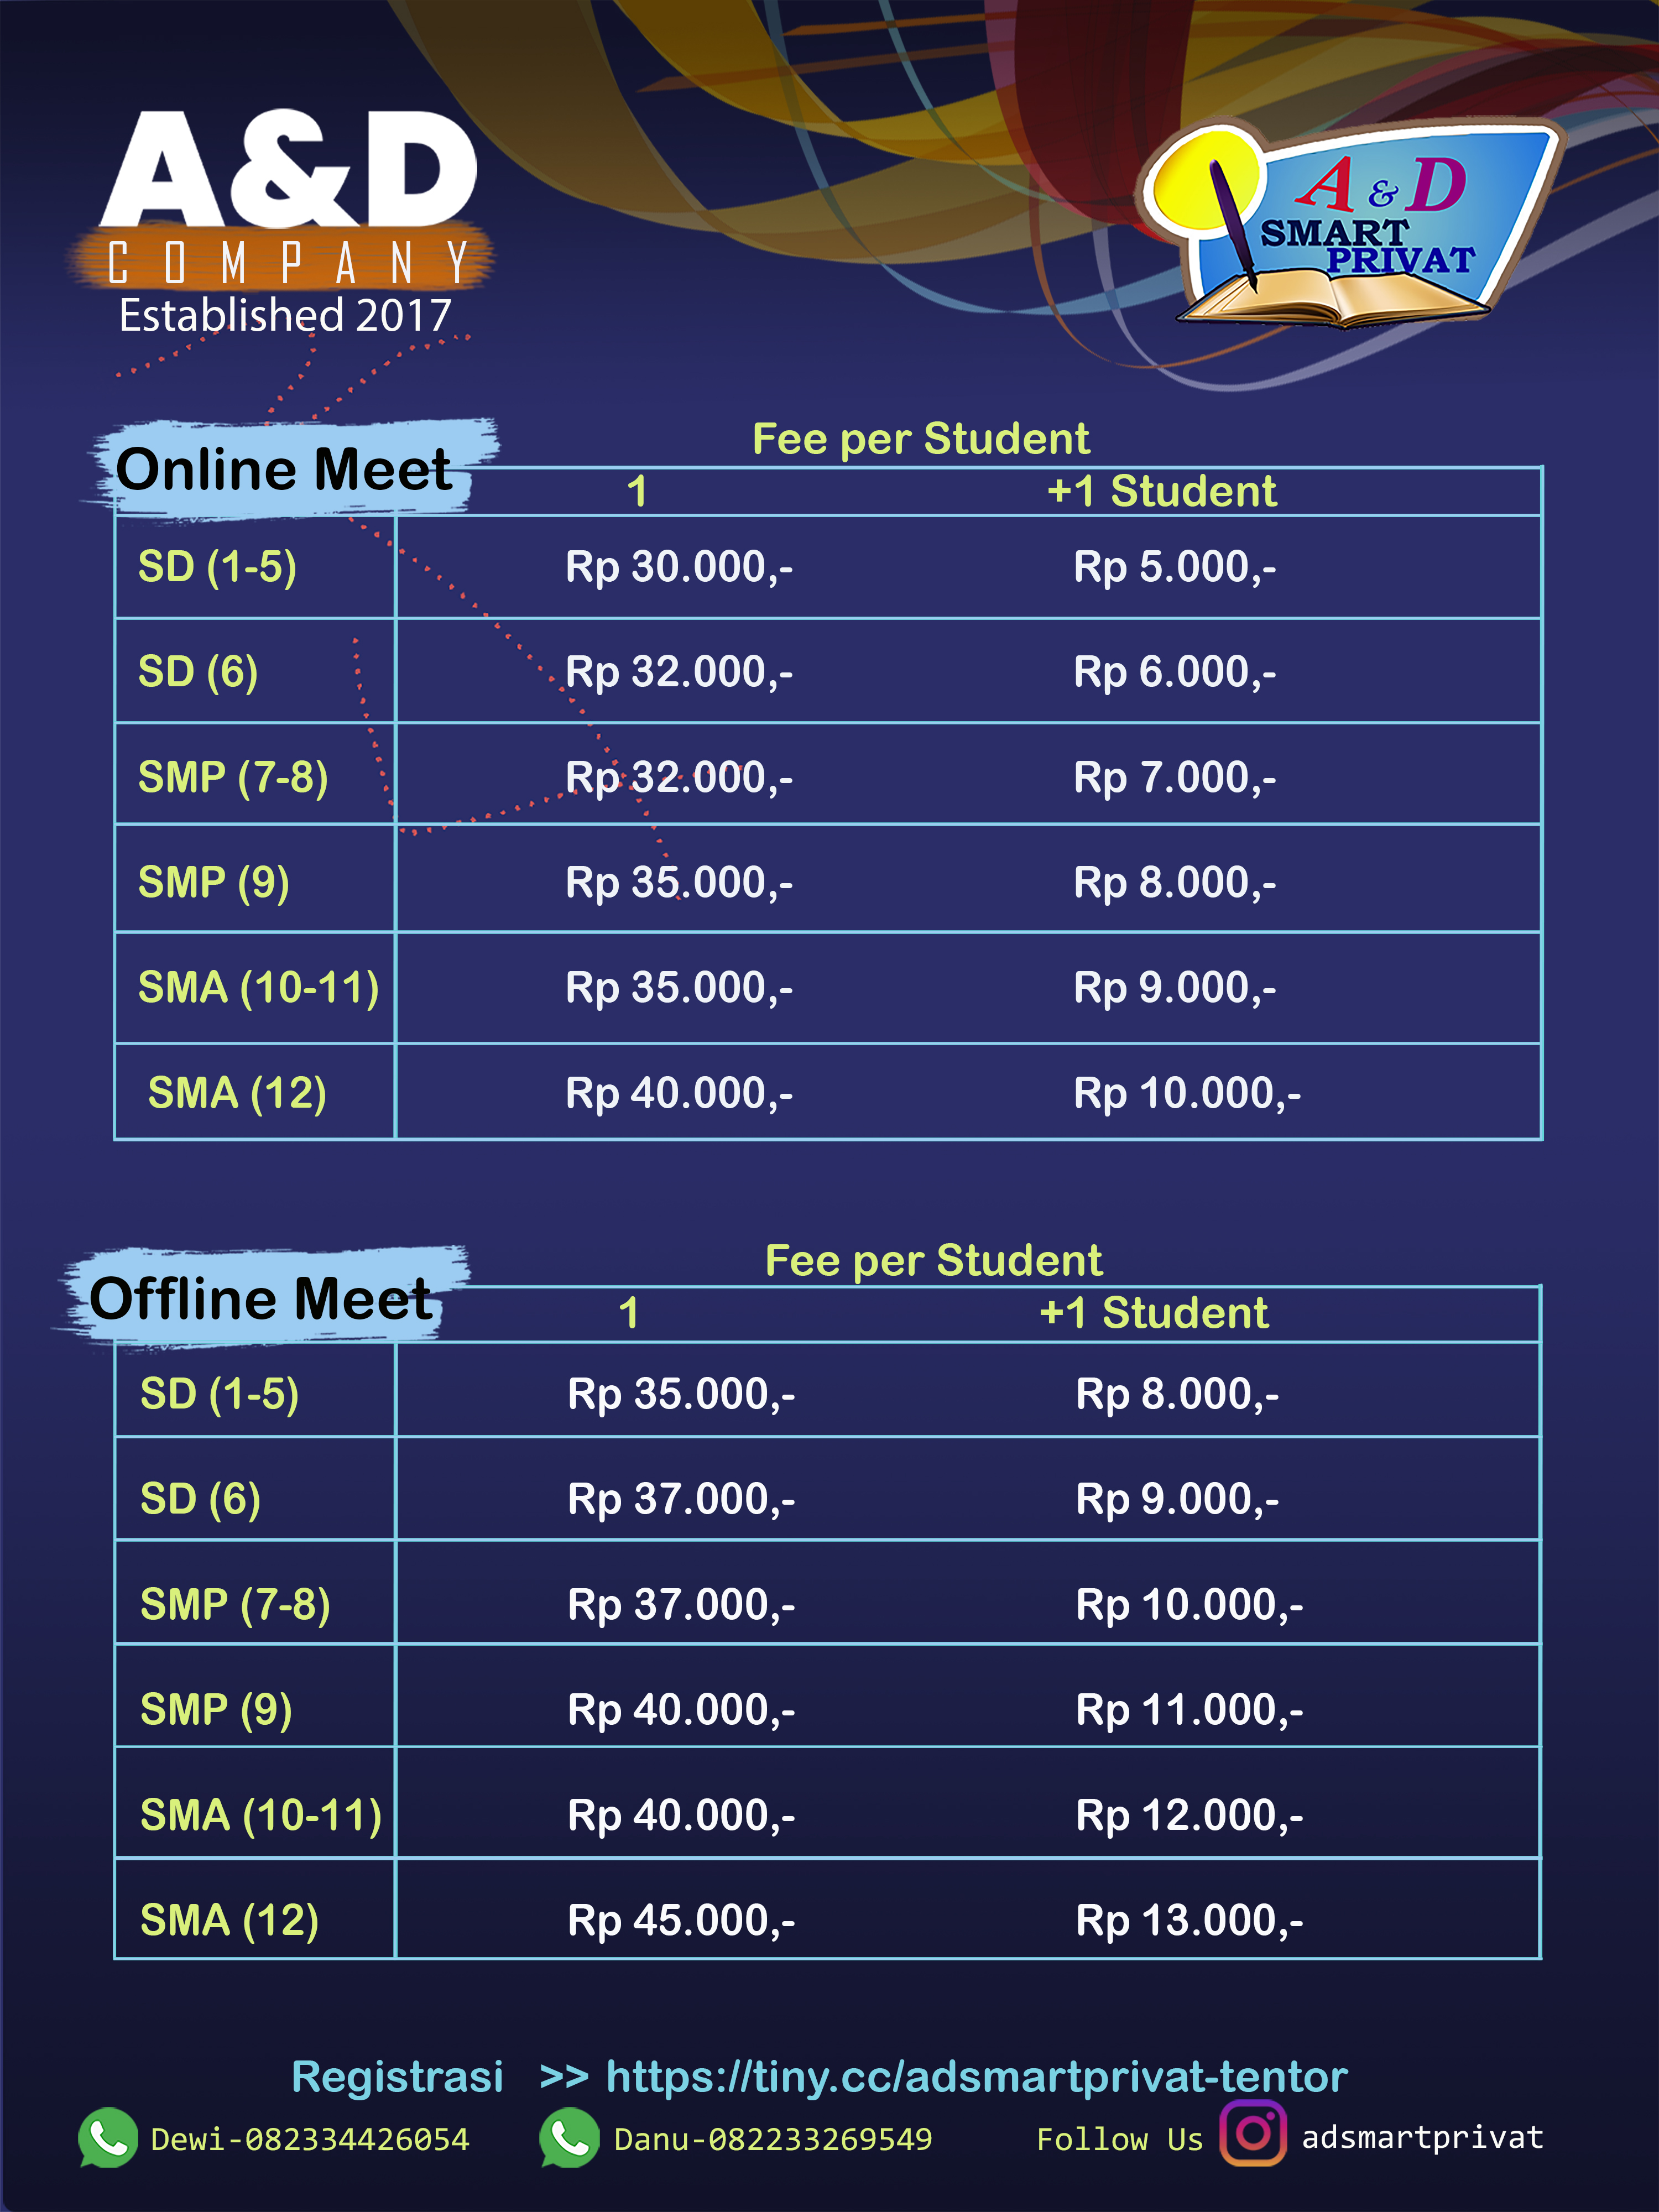 A&D
COMPANY
Established 2017
A & D
SMART
PRIVAT
Online Meet
Fee per Student
1 +1 Student
SD (1-5) Rp 30.000,- Rp 5.000,-
SD (6) Rp 32.000,- Rp 6.000,-
SMP (7-8) Rp 32.000,- Rp 7.000,-
SMP (9) Rp 35.000,- Rp 8.000,-
SMA (10-11) Rp 35.000,- Rp 9.000,-
SMA (12) Rp 40.000,- Rp 10.000,-
Offline Meet
Fee per Student
1 +1 Student
SD (1-5) Rp 35.000,- Rp 8.000,-
SD (6) Rp 37.000,- Rp 9.000,-
SMP (7-8) Rp 37.000,- Rp 10.000,-
SMP (9) Rp 40.000,- Rp 11.000,-
SMA (10-11) Rp 40.000,- Rp 12.000,-
SMA (12) Rp 45.000,- Rp 13.000,-
Registrasi >> https://tiny.cc/adsmartprivat-tentor
Dewi-082334426054 Danu-082233269549 Follow Us adsmartprivat